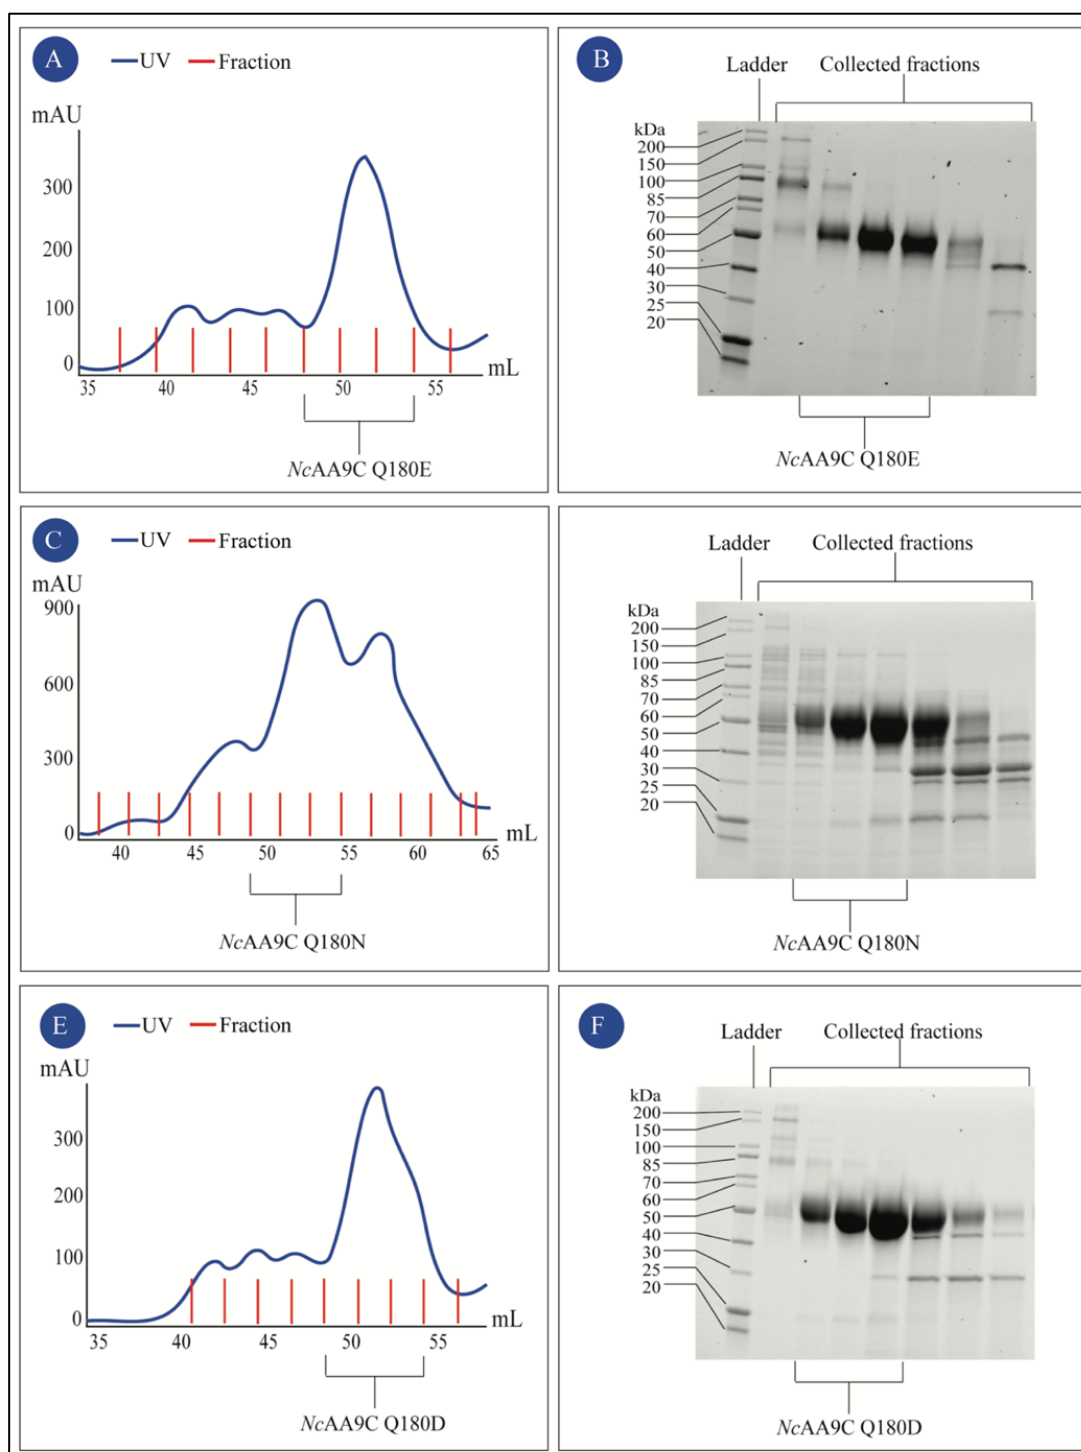 A
UV
Fraction
mAU
300
200
100
0
35
40
45
50
55
mL
NcAA9C Q180E
B
Ladder
Collected fractions
kDa
200
150
100
85
70
60
50
40
30
25
20
NcAA9C Q180E
C
UV
Fraction
mAU
900
600
300
0
40
45
50
55
60
65
mL
NcAA9C Q180N
Ladder
Collected fractions
kDa
200
150
100
85
70
60
50
40
30
25
20
NcAA9C Q180N
E
UV
Fraction
mAU
300
200
100
0
35
40
45
50
55
mL
NcAA9C Q180D
F
Ladder
Collected fractions
kDa
200
150
100
85
70
60
50
40
30
25
20
NcAA9C Q180D